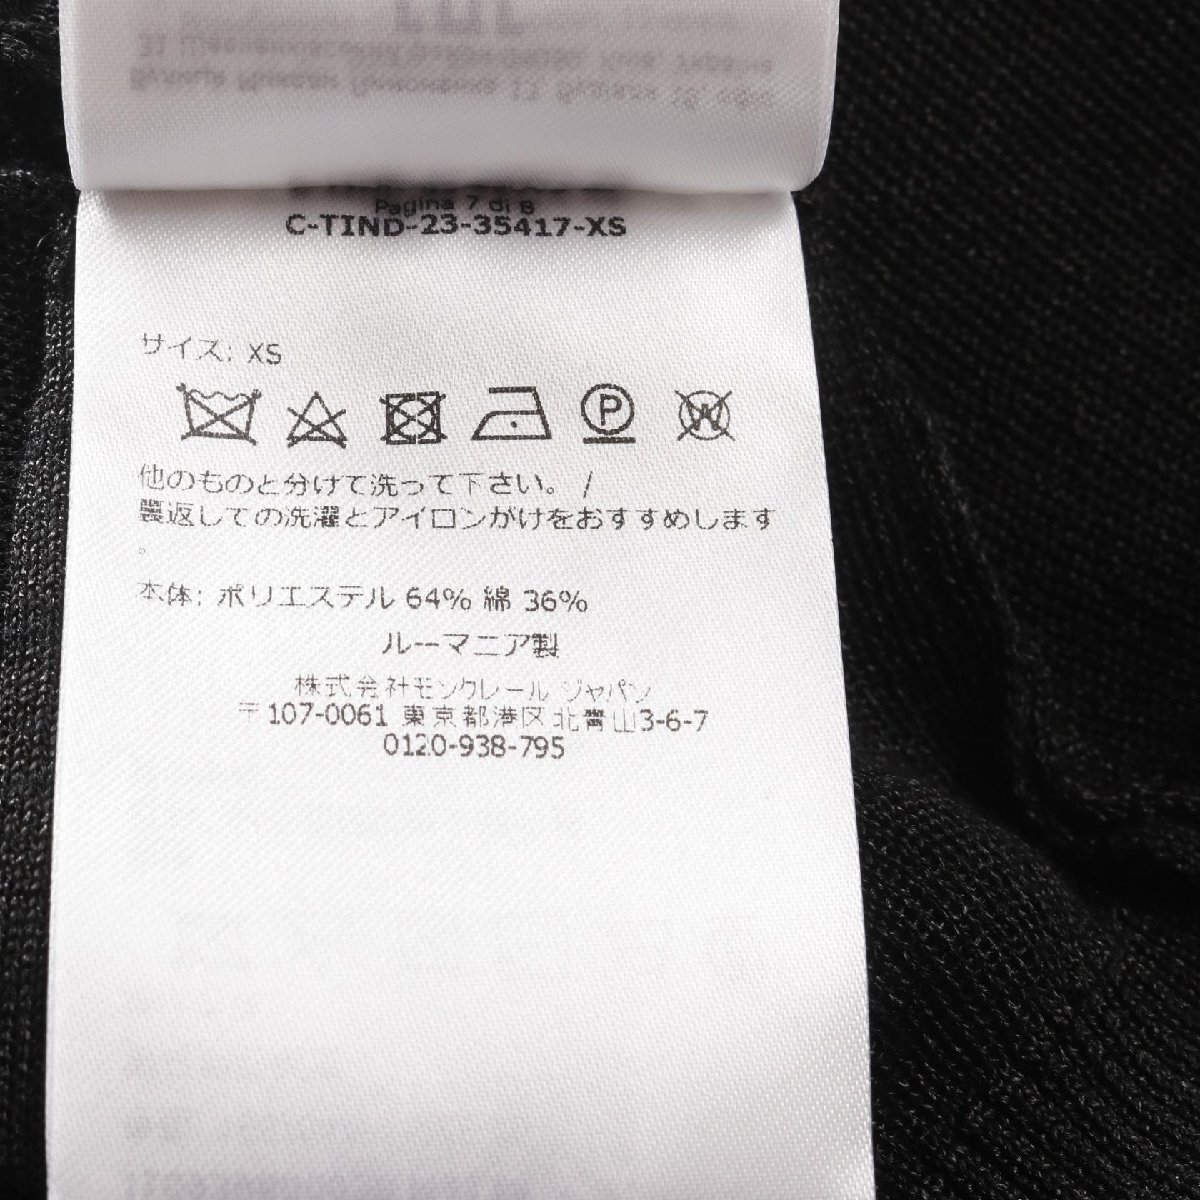 Pagina 7 di 8
C-TIND-23-35417-XS
サイズ: XS
P
W
他のものと分けて洗って下さい。 /
裏返しての洗濯とアイロンがけをおすすめします
。
本体: ポリエステル 64% 綿 36%
ルーマニア製
株式会社モンクレール ジャパン
〒107-0061 東京都港区北青山3-6-7
0120-938-795